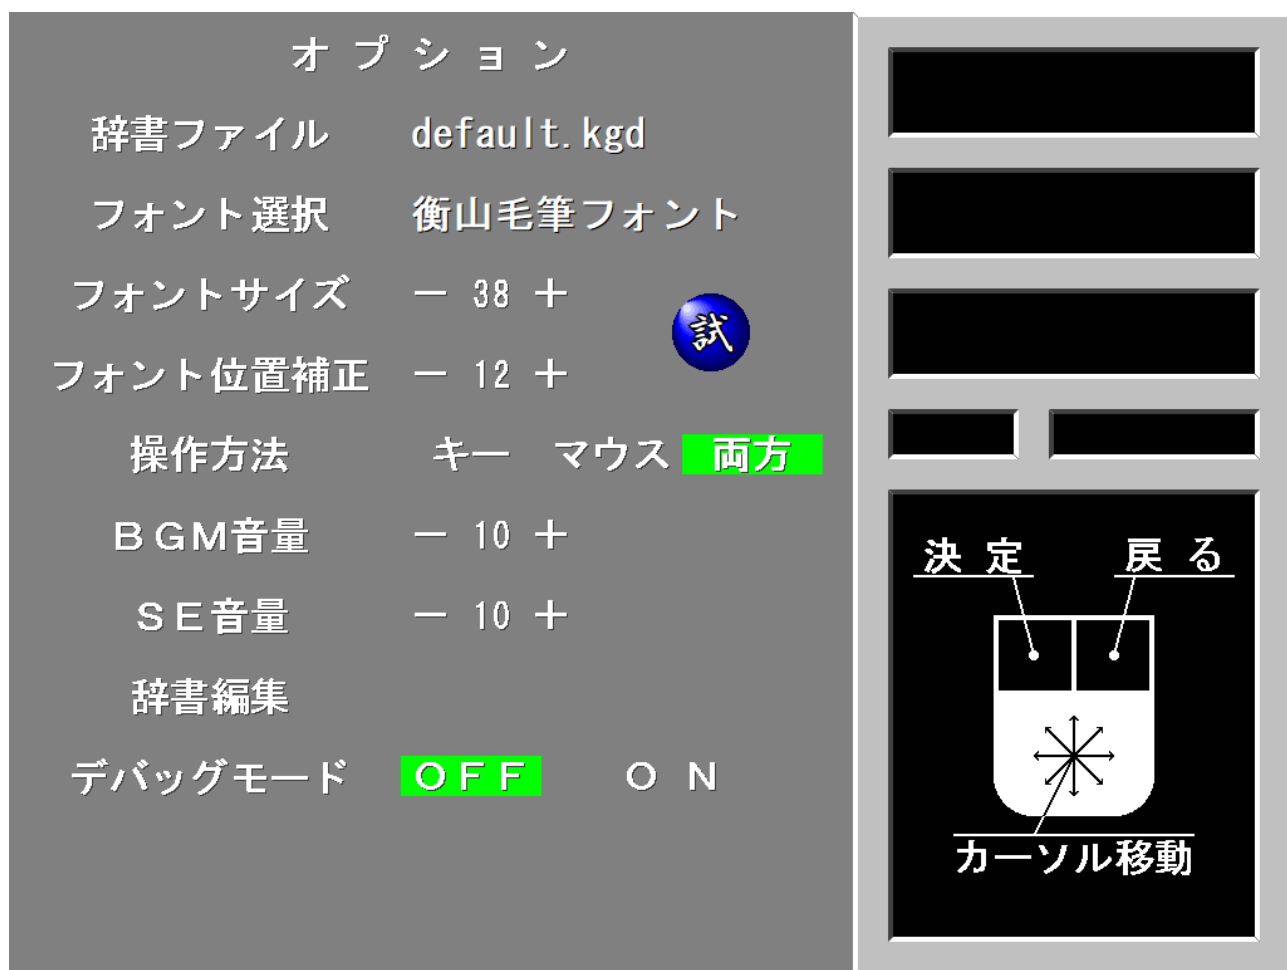 オプション
辞書ファイル default.kgd
フォント選択 衡山毛筆フォント
フォントサイズ － 38 ＋
試
フォント位置補正 － 12 ＋
操作方法 キー マウス 両方
ＢＧＭ音量 － 10 ＋
ＳＥ音量 － 10 ＋
辞書編集
デバッグモード ＯＦＦ ＯＮ
決定 戻る
カーソル移動